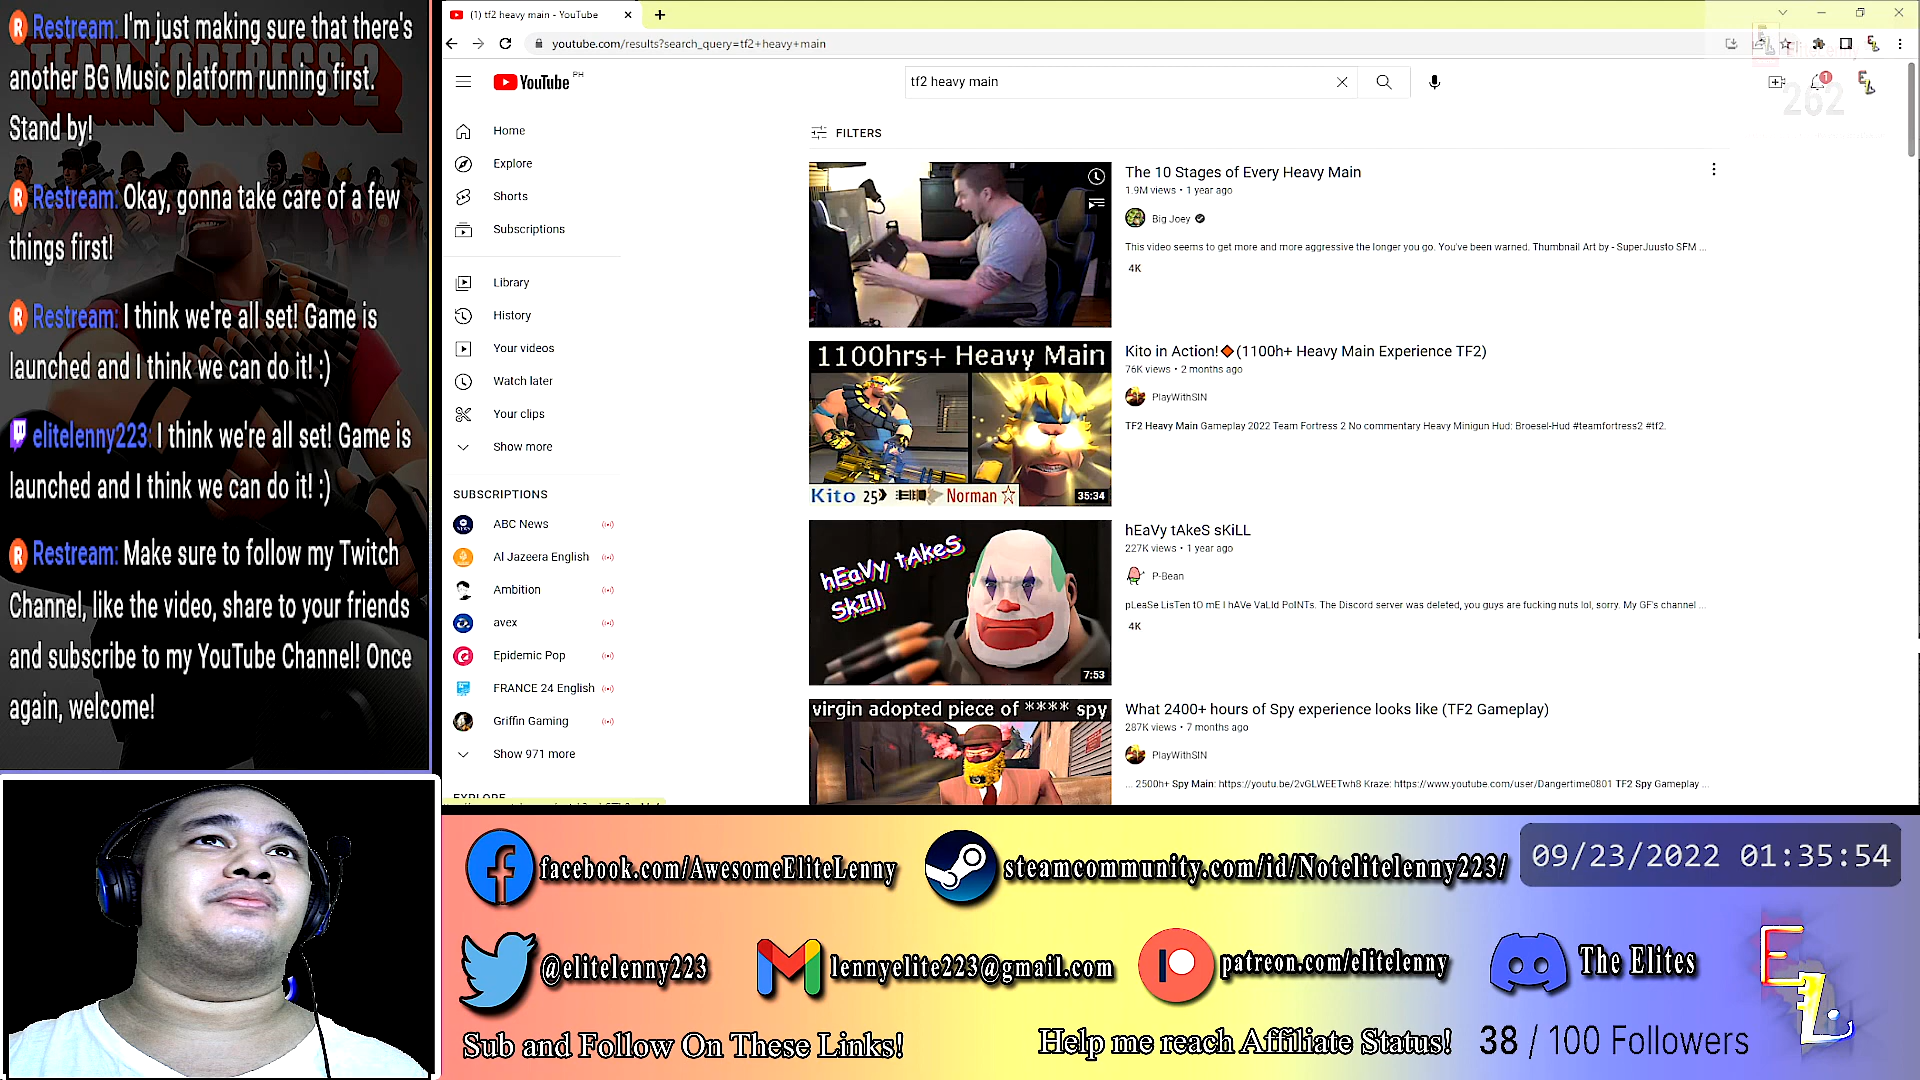 Restream: I'm just making sure that there's
another BG Music platform running first.
Stand by!
Restream: Okay, gonna take care of a few
things first!
Restream: I think we're all set! Game is
launched and I think we can do it! :)
elitelenny223: I think we're all set! Game is
launched and I think we can do it! :)
Restream: Make sure to follow my Twitch
Channel, like the video, share to your friends
and subscribe to my YouTube Channel! Once
again, welcome!
TEAM FORTRESS 2
(1) tf2 heavy main - YouTube
youtube.com/results?search_query=tf2+heavy+main
YouTube PH
tf2 heavy main
1
262
Home
Explore
Shorts
Subscriptions
Library
History
Your videos
Watch later
Your clips
Show more
SUBSCRIPTIONS
ABC News
Al Jazeera English
Ambition
avex
Epidemic Pop
FRANCE 24 English
Griffin Gaming
Show 971 more
EXPLORE
FILTERS
The 10 Stages of Every Heavy Main
1.9M views • 1 year ago
Big Joey
This video seems to get more and more aggressive the longer you go. You've been warned. Thumbnail Art by - SuperJuusto SFM ...
4K
1100hrs+ Heavy Main
Kito 25 Norman
35:34
Kito in Action!🔶(1100h+ Heavy Main Experience TF2)
76K views • 2 months ago
PlayWithSIN
TF2 Heavy Main Gameplay 2022 Team Fortress 2 No commentary Heavy Minigun Hud: Broesel-Hud #teamfortress2 #tf2.
hEaVy tAkeS
skIll
7:53
hEaVy tAkeS sKiLL
227K views • 1 year ago
P-Bean
pLeaSe LisTen tO mE I hAVe VaLId PoINTs. The Discord server was deleted, you guys are fucking nuts lol, sorry. My GF's channel ...
4K
virgin adopted piece of **** spy
What 2400+ hours of Spy experience looks like (TF2 Gameplay)
287K views • 7 months ago
PlayWithSIN
... 2500h+ Spy Main: https://youtu.be/2vGLWEETwh8 Kraze: https://www.youtube.com/user/Dangertime0801 TF2 Spy Gameplay ...
facebook.com/AwesomeEliteLenny
steamcommunity.com/id/Notelitelenny223/
09/23/2022 01:35:54
@elitelenny223
lennyelite223@gmail.com
patreon.com/elitelenny
The Elites
EL
Sub and Follow On These Links!
Help me reach Affiliate Status!
38 / 100 Followers